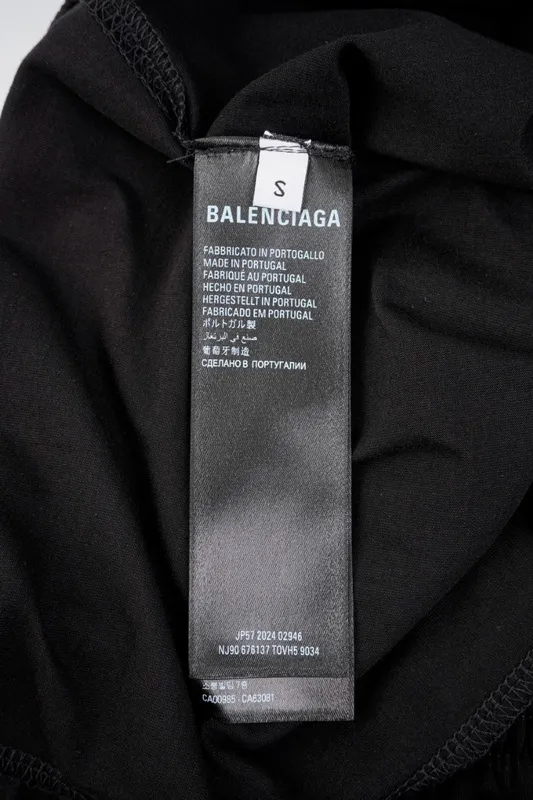 S
BALENCIAGA
FABBRICATO IN PORTOGALLO
MADE IN PORTUGAL
FABRIQUÉ AU PORTUGAL
HECHO EN PORTUGAL
HERGESTELLT IN PORTUGAL
FABRICADO EM PORTUGAL
ポルトガル製
صنع في البرتغال
葡萄牙制造
СДЕЛАНО В ПОРТУГАЛИИ
JP57 2024 02946
NJ90 676137 TOVH5 9034
CA00985 - CA63081